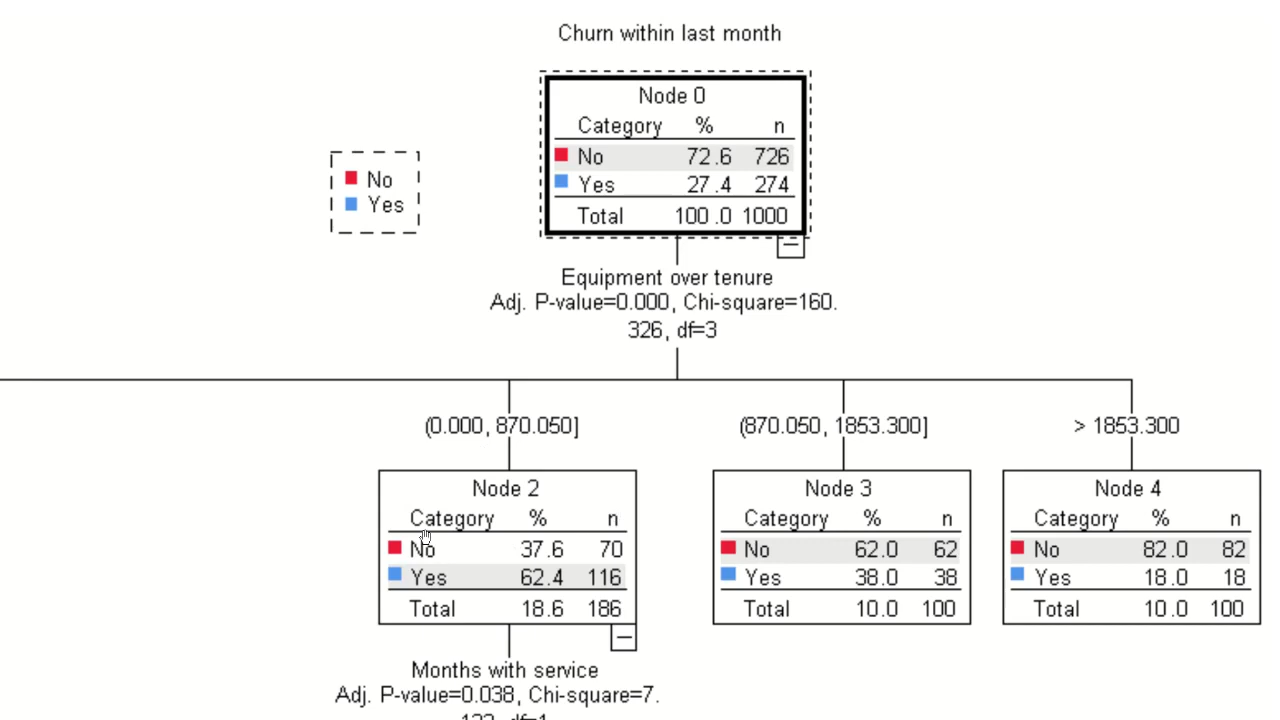 Churn within last month
Node 0
Category % n
No 72.6 726
Yes 27.4 274
Total 100.0 1000
No
Yes
Equipment over tenure
Adj. P-value=0.000, Chi-square=160.
326, df=3
(0.000, 870.050]
(870.050, 1853.300]
> 1853.300
Node 2
Category % n
No 37.6 70
Yes 62.4 116
Total 18.6 186
Node 3
Category % n
No 62.0 62
Yes 38.0 38
Total 10.0 100
Node 4
Category % n
No 82.0 82
Yes 18.0 18
Total 10.0 100
Months with service
Adj. P-value=0.038, Chi-square=7.